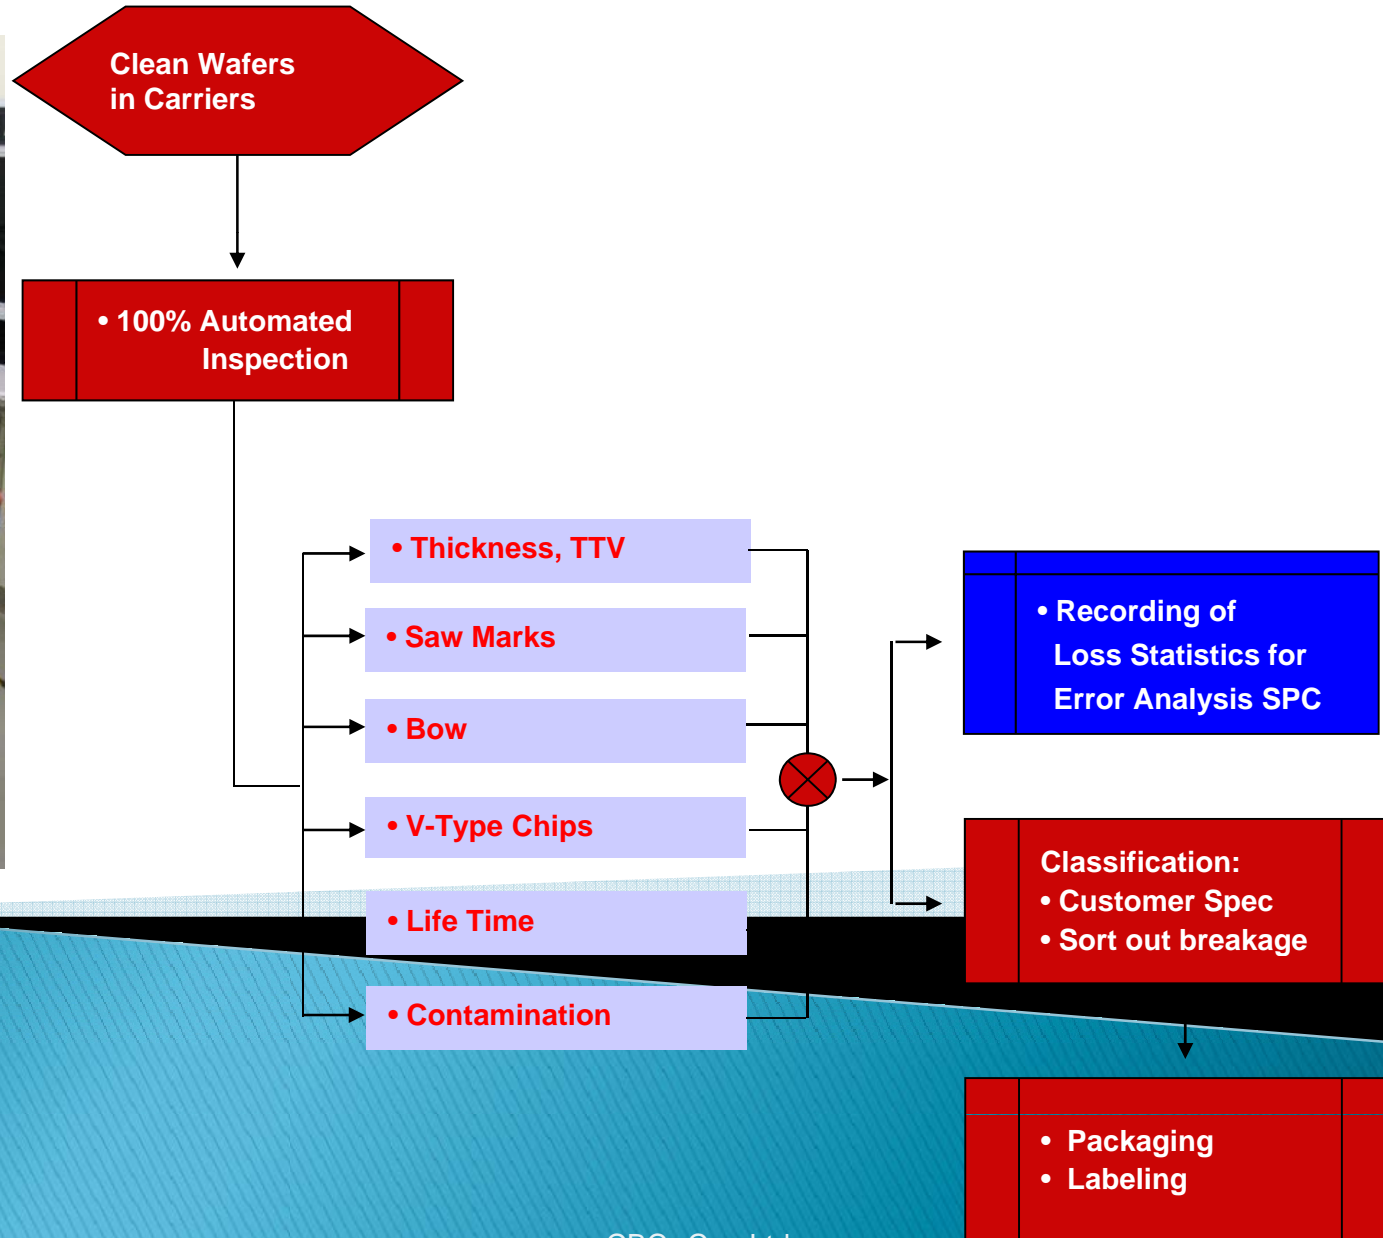 Clean Wafers
in Carriers
• 100% Automated
Inspection
• Thickness, TTV
• Saw Marks
• Bow
• V-Type Chips
• Life Time
• Contamination
• Recording of
Loss Statistics for
Error Analysis SPC
Classification:
• Customer Spec
• Sort out breakage
• Packaging
• Labeling